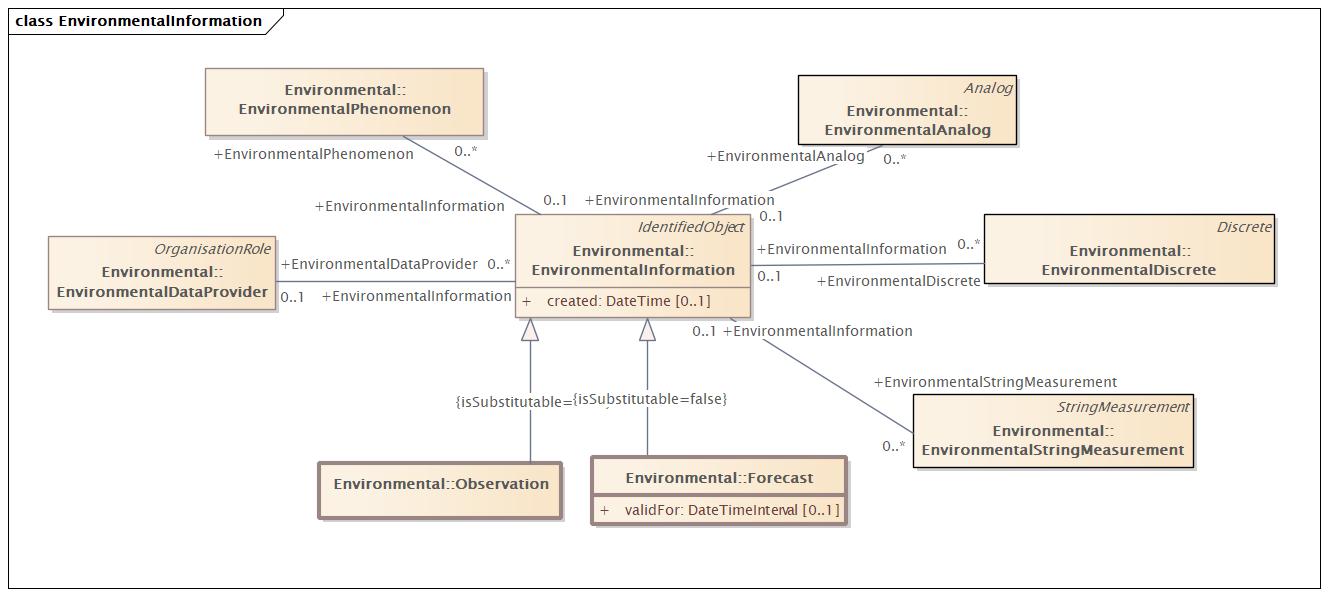 class EnvironmentalInformation
Environmental::
EnvironmentalPhenomenon
Analog
Environmental::
EnvironmentalAnalog
+EnvironmentalPhenomenon
0..*
+EnvironmentalAnalog
0..*
+EnvironmentalInformation
0..1
+EnvironmentalInformation
0..1
OrganisationRole
Environmental::
EnvironmentalDataProvider
+EnvironmentalDataProvider
0..*
0..1
+EnvironmentalInformation
IdentifiedObject
Environmental::
EnvironmentalInformation
+ created: DateTime [0..1]
+EnvironmentalInformation
0..*
0..1
+EnvironmentalDiscrete
Discrete
Environmental::
EnvironmentalDiscrete
0..1
+EnvironmentalInformation
+EnvironmentalStringMeasurement
0..*
StringMeasurement
Environmental::
EnvironmentalStringMeasurement
{isSubstitutable=
{isSubstitutable=false}
Environmental::Observation
Environmental::Forecast
+ validFor: DateTimeInterval [0..1]